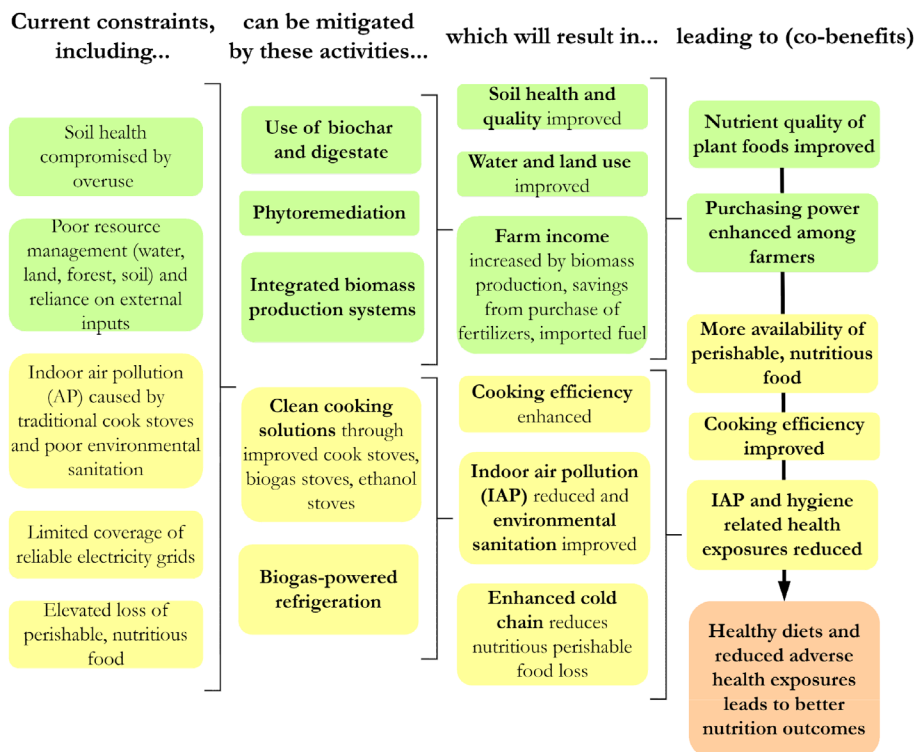 Current constraints,
including...
can be mitigated
by these activities...
which will result in...
leading to (co-benefits)
Soil health
compromised by
overuse
Poor resource
management (water,
land, forest, soil) and
reliance on external
inputs
Indoor air pollution
(AP) caused by
traditional cook stoves
and poor environmental
sanitation
Limited coverage of
reliable electricity grids
Elevated loss of
perishable, nutritious
food
Use of biochar
and digestate
Phytoremediation
Integrated biomass
production systems
Clean cooking
solutions through
improved cook stoves,
biogas stoves, ethanol
stoves
Biogas-powered
refrigeration
Soil health and
quality improved
Water and land use
improved
Farm income
increased by biomass
production, savings
from purchase of
fertilizers, imported fuel
Cooking efficiency
enhanced
Indoor air pollution
(IAP) reduced and
environmental
sanitation improved
Enhanced cold
chain reduces
nutritious perishable
food loss
Nutrient quality of
plant foods improved
Purchasing power
enhanced among
farmers
More availability of
perishable, nutritious
food
Cooking efficiency
improved
IAP and hygiene
related health
exposures reduced
Healthy diets and
reduced adverse
health exposures
leads to better
nutrition outcomes